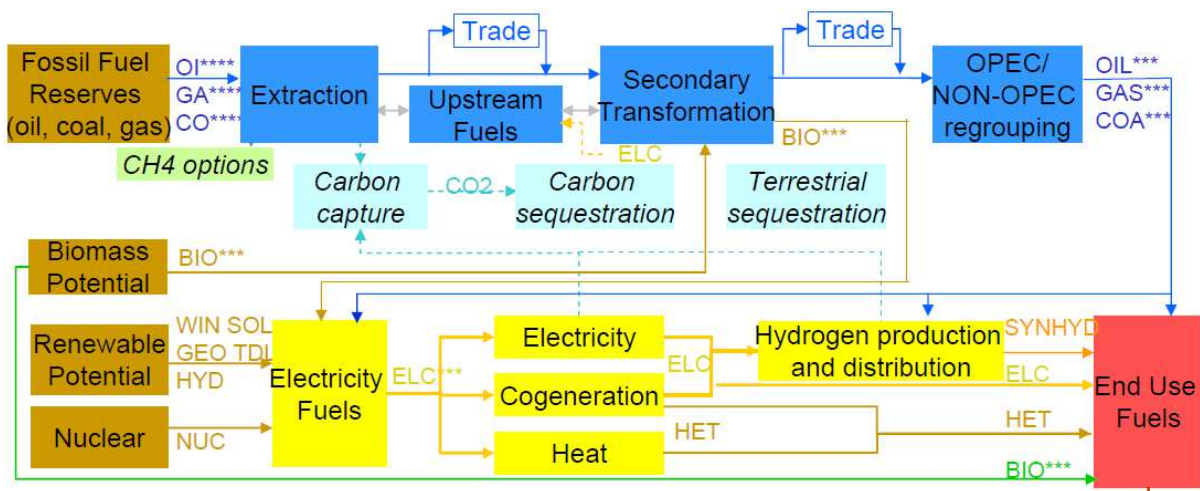 Trade
Trade
Fossil Fuel
Reserves
(oil, coal, gas)
OI****
GA****
CO****
Extraction
Upstream
Fuels
Secondary
Transformation
OPEC/
NON-OPEC
regrouping
OIL***
GAS***
COA***
BIO***
ELC
CH4 options
Carbon
capture
CO2
Carbon
sequestration
Terrestrial
sequestration
Biomass
Potential
BIO***
Renewable
Potential
WIN SOL
GEO TDL
HYD
Nuclear
NUC
Electricity
Fuels
ELC***
Electricity
Cogeneration
Heat
ELC
HET
Hydrogen production
and distribution
SYNHYD
ELC
HET
BIO***
End Use
Fuels